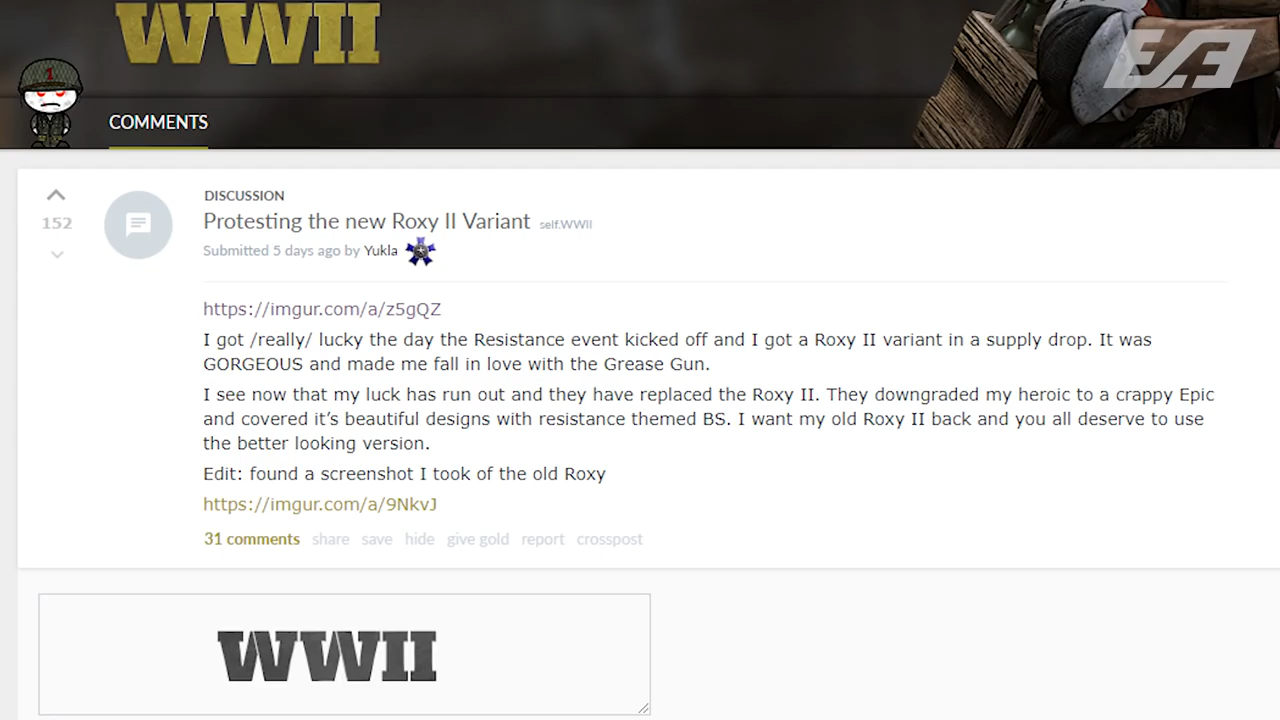 WWII
1
COMMENTS
DISCUSSION
Protesting the new Roxy II Variant self.WWII
152
Submitted 5 days ago by Yukla
https://imgur.com/a/z5gQZ
I got /really/ lucky the day the Resistance event kicked off and I got a Roxy II variant in a supply drop. It was
GORGEOUS and made me fall in love with the Grease Gun.
I see now that my luck has run out and they have replaced the Roxy II. They downgraded my heroic to a crappy Epic
and covered it’s beautiful designs with resistance themed BS. I want my old Roxy II back and you all deserve to use
the better looking version.
Edit: found a screenshot I took of the old Roxy
https://imgur.com/a/9NkvJ
31 comments share save hide give gold report crosspost
WWII